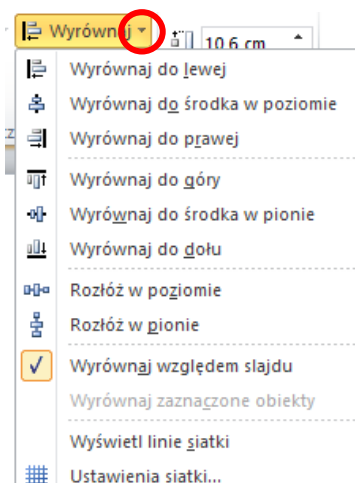 Wyrównaj 10,6 cm
Wyrównaj do lewej
Wyrównaj do środka w poziomie
Wyrównaj do prawej
Wyrównaj do góry
Wyrównaj do środka w pionie
Wyrównaj do dołu
Rozłóż w poziomie
Rozłóż w pionie
Wyrównaj względem slajdu
Wyrównaj zaznaczone obiekty
Wyświetl linie siatki
Ustawienia siatki...